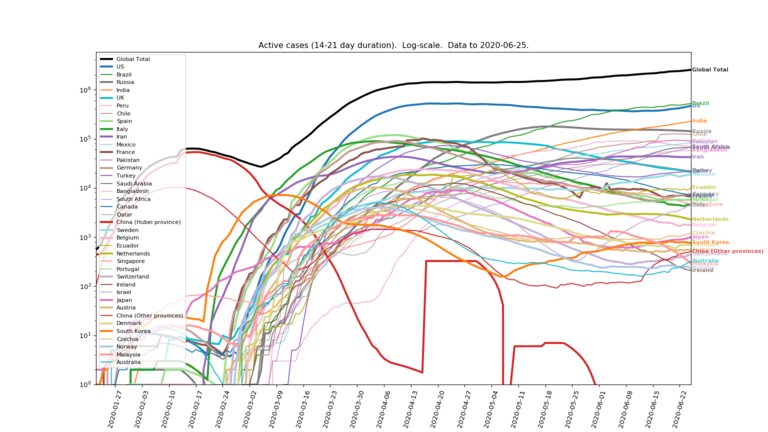 Active cases (14-21 day duration).  Log-scale.  Data to 2020-06-25.
Global Total
US
Brazil
Russia
India
UK
Peru
Chile
Spain
Italy
Iran
Mexico
France
Pakistan
Germany
Turkey
Saudi Arabia
Bangladesh
South Africa
Canada
Qatar
China (Hubei province)
Sweden
Belgium
Ecuador
Netherlands
Singapore
Portugal
Switzerland
Ireland
Israel
Japan
Austria
China (Other provinces)
Denmark
South Korea
Czechia
Norway
Malaysia
Australia
10⁶
10⁵
10⁴
10³
10²
10¹
10⁰
Global Total
Brazil
India
Russia
Pakistan
South Africa
Iran
Turkey
Ecuador
Netherlands
Belgium
Czechia
Japan
South Korea
China (Other provinces)
Australia
Ireland
2020-01-27
2020-02-03
2020-02-10
2020-02-17
2020-02-24
2020-03-02
2020-03-09
2020-03-16
2020-03-23
2020-03-30
2020-04-06
2020-04-13
2020-04-20
2020-04-27
2020-05-04
2020-05-11
2020-05-18
2020-05-25
2020-06-01
2020-06-08
2020-06-15
2020-06-22